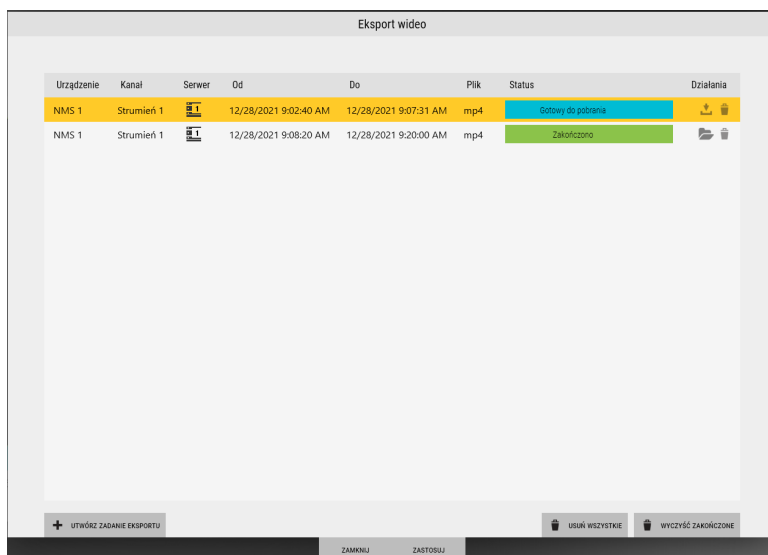 Eksport wideo
Urządzenie Kanał Serwer Od Do Plik Status Działania
NMS 1 Strumień 1 1 12/28/2021 9:02:40 AM 12/28/2021 9:07:31 AM mp4 Gotowy do pobrania
NMS 1 Strumień 1 1 12/28/2021 9:08:20 AM 12/28/2021 9:20:00 AM mp4 Zakończono
UTWÓRZ ZADANIE EKSPORTU USUŃ WSZYSTKIE WYCZYŚĆ ZAKOŃCZONE
ZAMKNIJ ZASTOSUJ